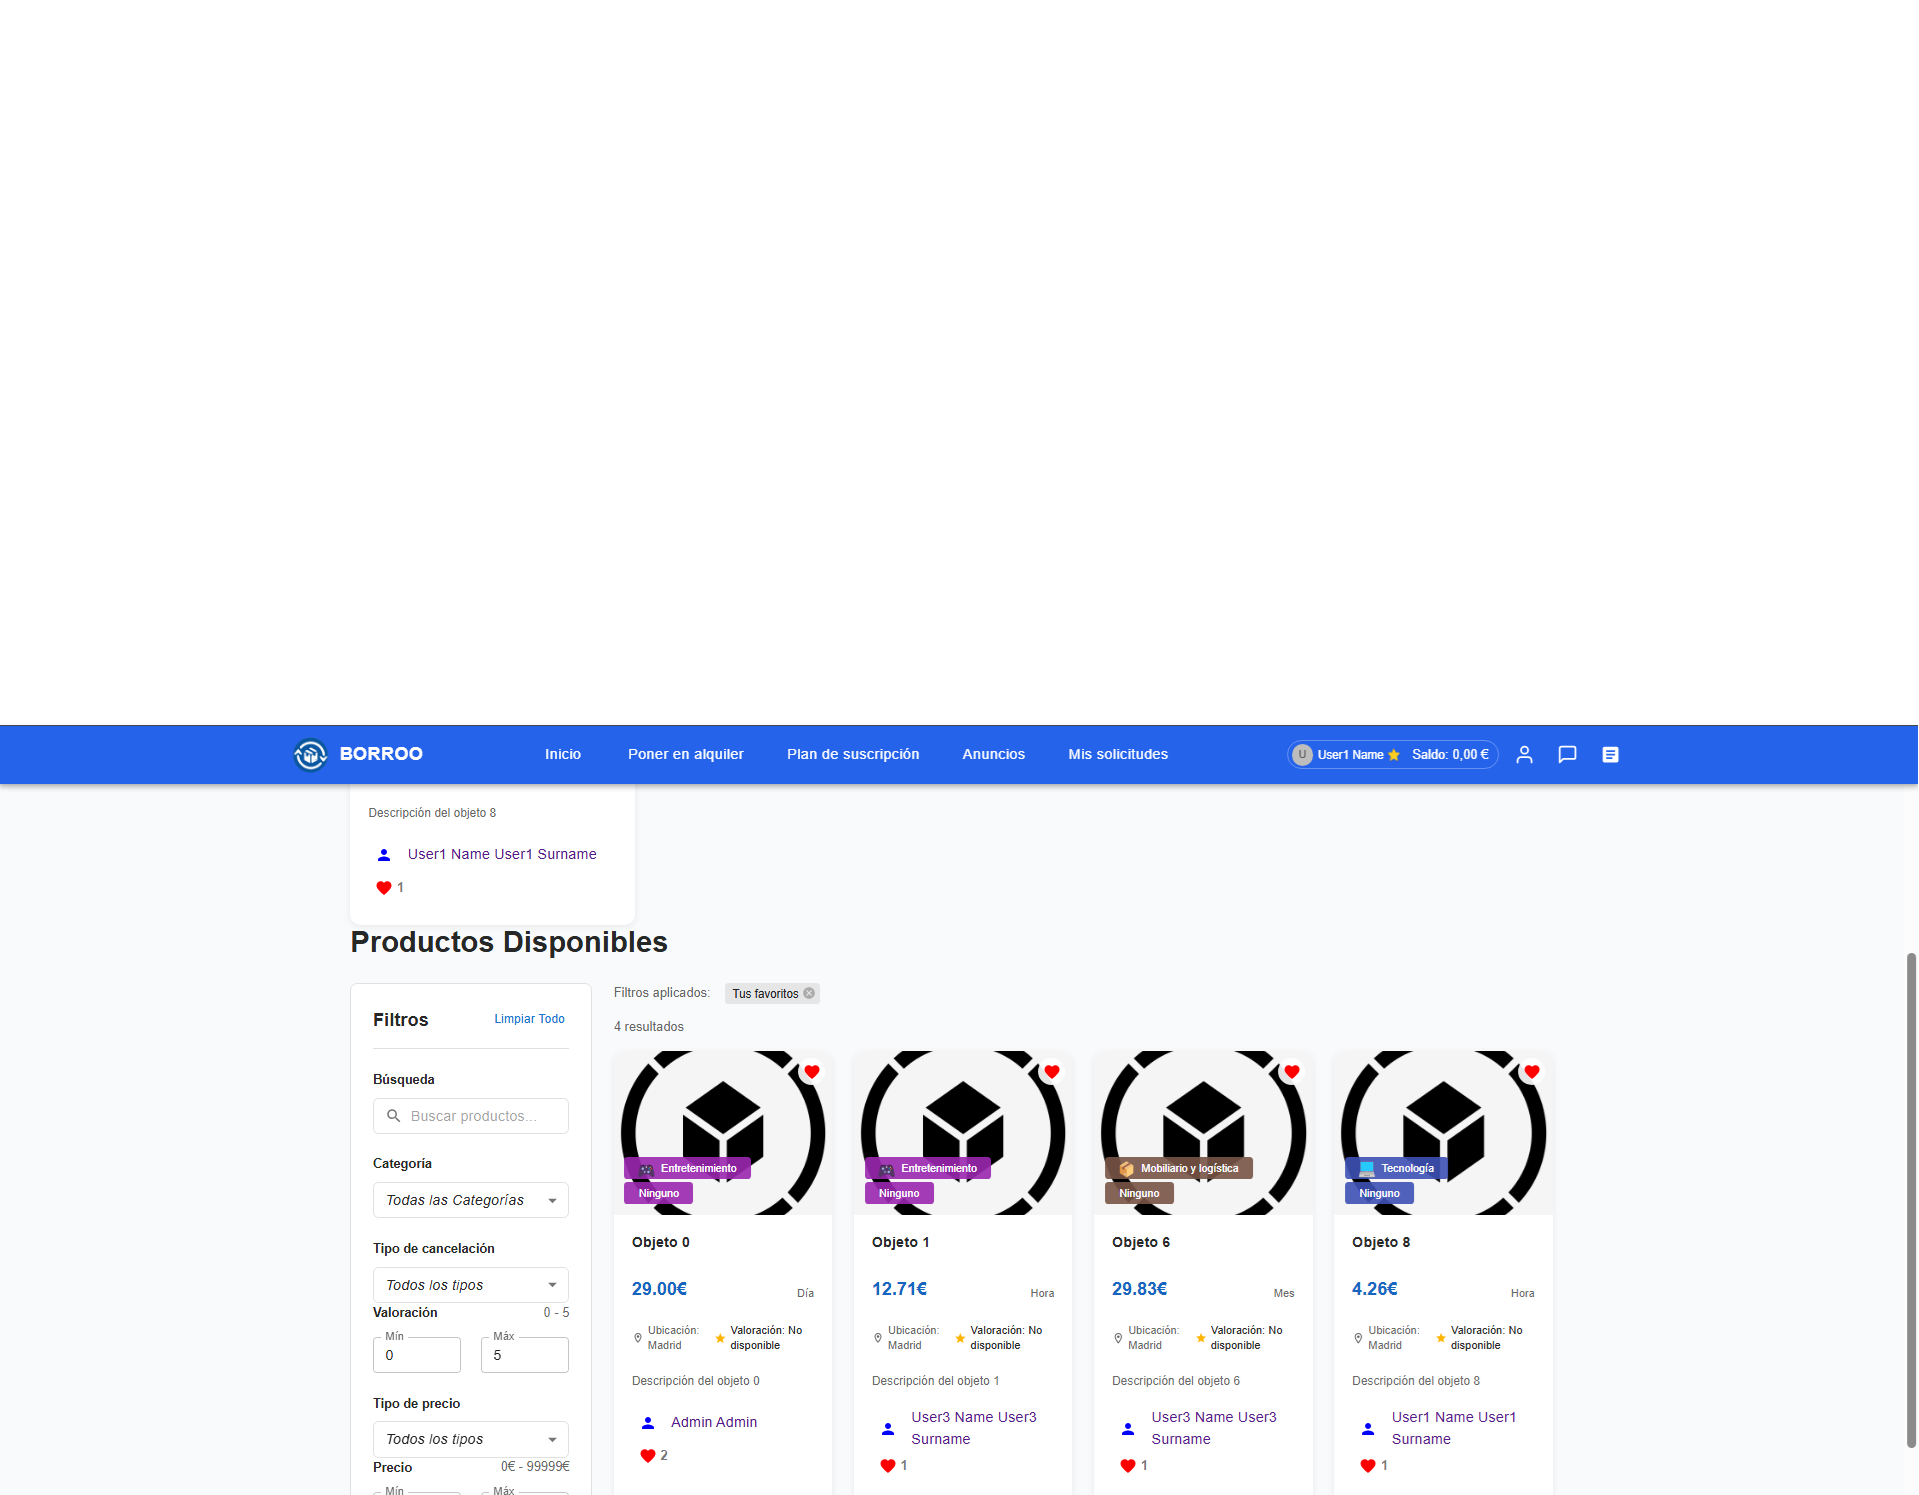 BORROO
Inicio
Poner en alquiler
Plan de suscripción
Anuncios
Mis solicitudes
U
User1 Name
Saldo: 0,00 €
Descripción del objeto 8
User1 Name User1 Surname
1
Productos Disponibles
Filtros
Limpiar Todo
Búsqueda
Buscar productos...
Categoría
Todas las Categorías
Tipo de cancelación
Todos los tipos
Valoración
0 - 5
Mín
0
Máx
5
Tipo de precio
Todos los tipos
Precio
0€ - 99999€
Mín
Máx
Filtros aplicados:
Tus favoritos
4 resultados
Entretenimiento
Ninguno
Objeto 0
29.00€
Día
Ubicación:
Madrid
Valoración: No
disponible
Descripción del objeto 0
Admin Admin
2
Entretenimiento
Ninguno
Objeto 1
12.71€
Hora
Ubicación:
Madrid
Valoración: No
disponible
Descripción del objeto 1
User3 Name User3
Surname
1
Mobiliario y logística
Ninguno
Objeto 6
29.83€
Mes
Ubicación:
Madrid
Valoración: No
disponible
Descripción del objeto 6
User3 Name User3
Surname
1
Tecnología
Ninguno
Objeto 8
4.26€
Hora
Ubicación:
Madrid
Valoración: No
disponible
Descripción del objeto 8
User1 Name User1
Surname
1